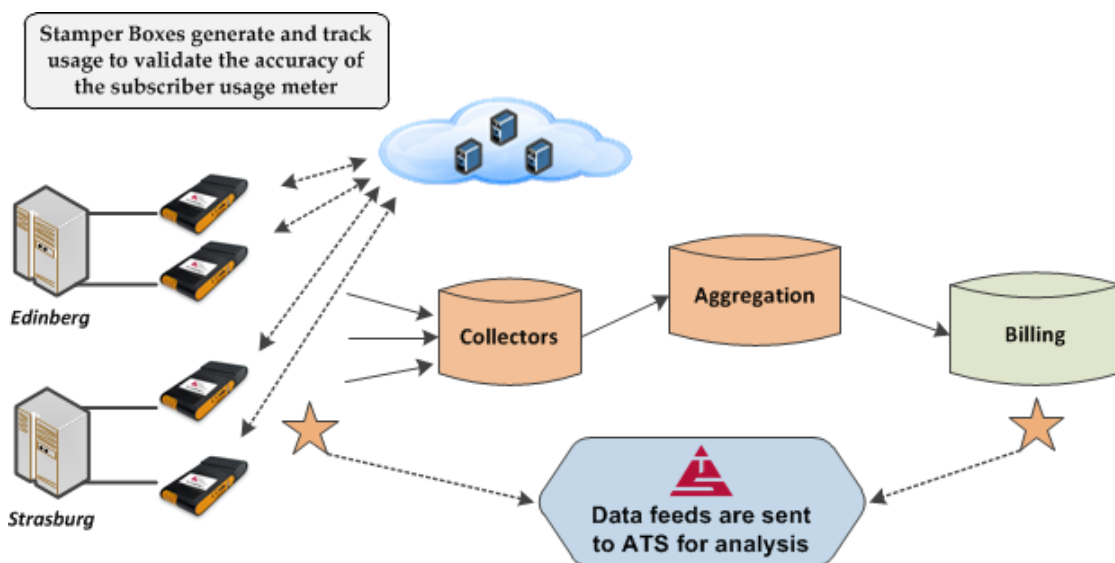 Stamper Boxes generate and track
usage to validate the accuracy of
the subscriber usage meter
Edinberg
Strasburg
Collectors
Aggregation
Billing
Data feeds are sent
to ATS for analysis